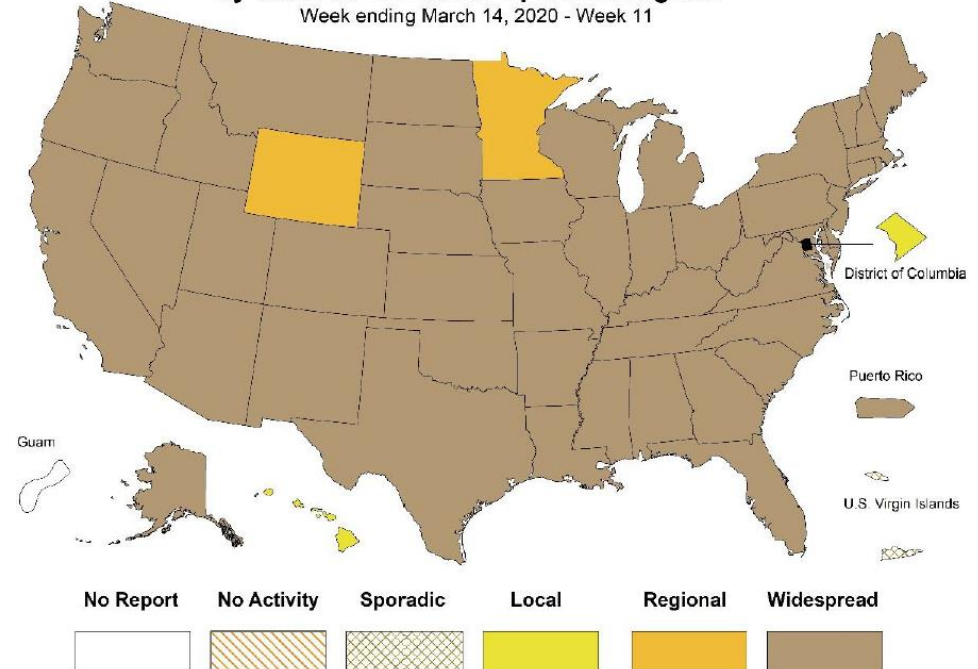 Week ending March 14, 2020 - Week 11
District of Columbia
Puerto Rico
Guam
U.S. Virgin Islands
No Report No Activity Sporadic Local Regional Widespread